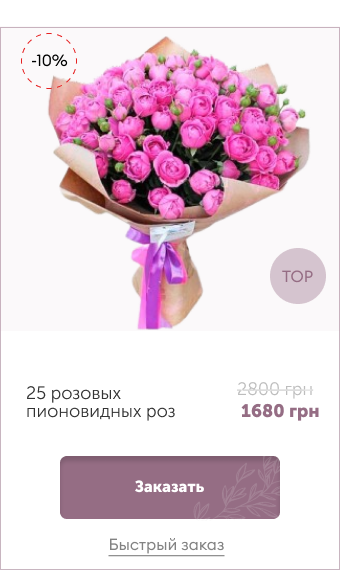 -10%
TOP
25 розовых
пионовидных роз
2800 грн
1680 грн
Заказать
Быстрый заказ